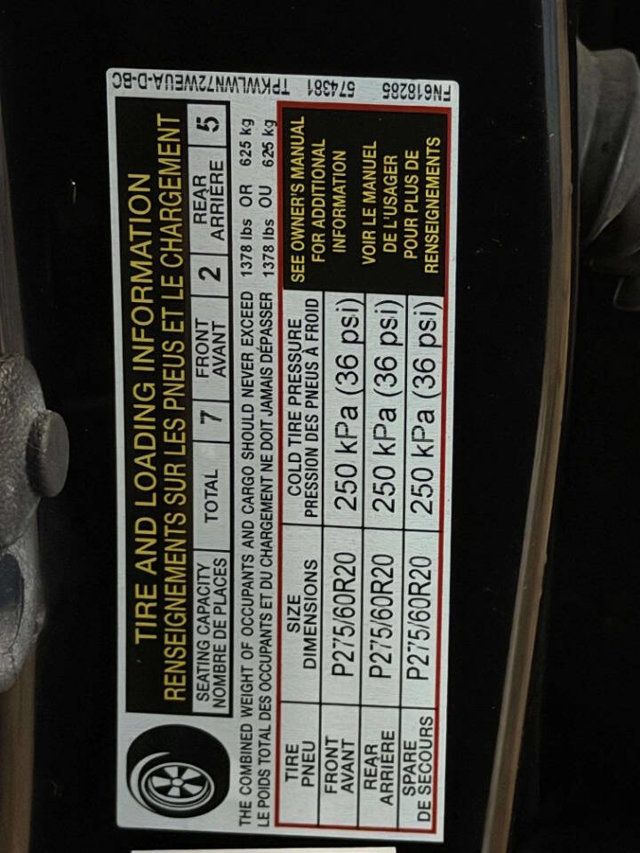 TIRE AND LOADING INFORMATION
RENSEIGNEMENTS SUR LES PNEUS ET LE CHARGEMENT
SEATING CAPACITY
NOMBRE DE PLACES
TOTAL 7
FRONT
AVANT
2
REAR
ARRIÈRE
5
THE COMBINED WEIGHT OF OCCUPANTS AND CARGO SHOULD NEVER EXCEED 1378 lbs OR 625 kg
LE POIDS TOTAL DES OCCUPANTS ET DU CHARGEMENT NE DOIT JAMAIS DÉPASSER 1378 lbs OU 625 kg
TIRE
PNEU
SIZE
DIMENSIONS
COLD TIRE PRESSURE
PRESSION DES PNEUS À FROID
FRONT
AVANT
P275/60R20 250 kPa (36 psi)
REAR
ARRIÈRE
P275/60R20 250 kPa (36 psi)
SPARE
DE SECOURS
P275/60R20 250 kPa (36 psi)
SEE OWNER'S MANUAL
FOR ADDITIONAL
INFORMATION
VOIR LE MANUEL
DE L'USAGER
POUR PLUS DE
RENSEIGNEMENTS
FN618285 574381 TPKWLWN72WEUA-D-BC